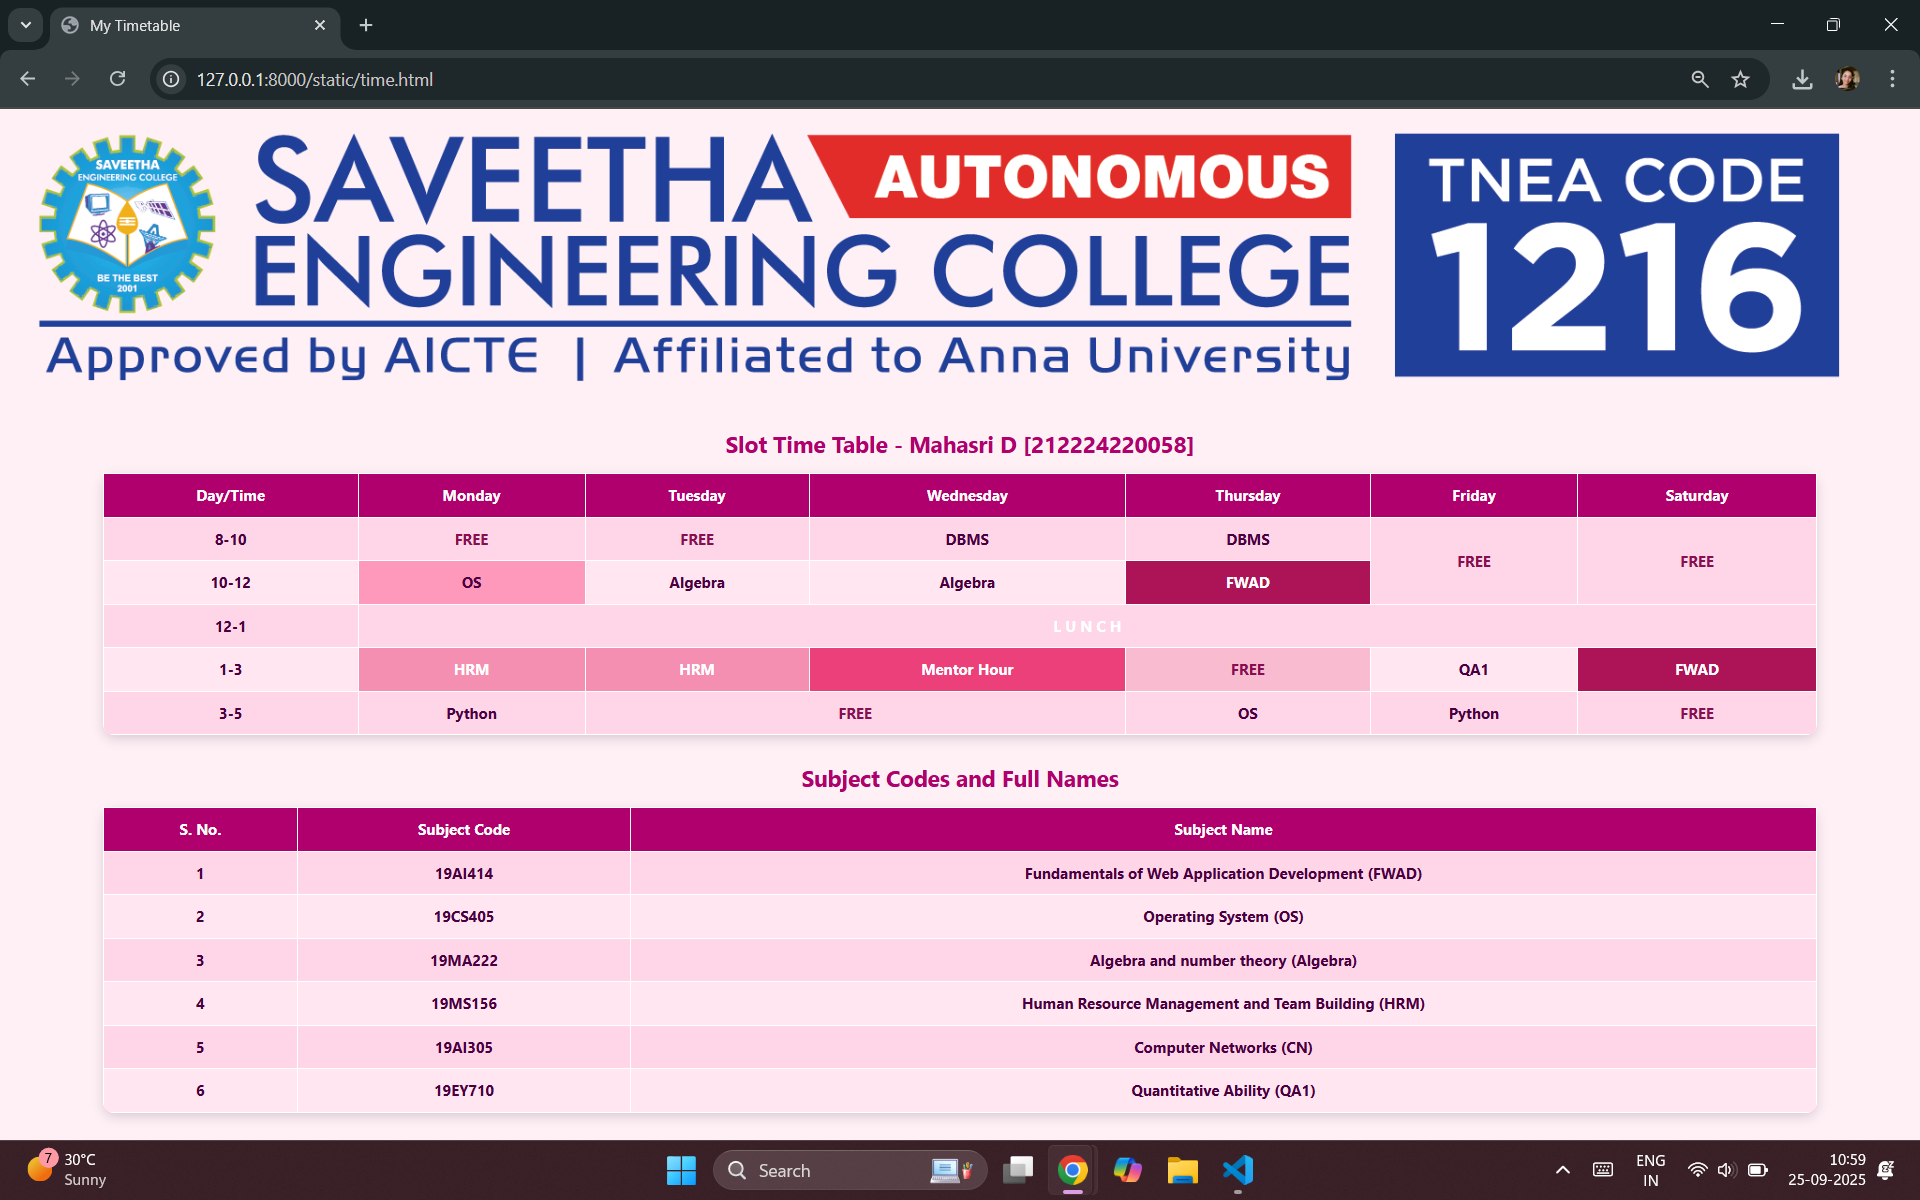 My Timetable
127.0.0.1:8000/static/time.html
SAVEETHA
ENGINEERING COLLEGE
BE THE BEST
2001
SAVEETHA AUTONOMOUS
ENGINEERING COLLEGE
Approved by AICTE | Affiliated to Anna University
TNEA CODE
1216
Slot Time Table - Mahasri D [212224220058]
Day/Time Monday Tuesday Wednesday Thursday Friday Saturday
8-10 FREE FREE DBMS DBMS FREE FREE
10-12 OS Algebra Algebra FWAD
12-1 LUNCH
1-3 HRM HRM Mentor Hour FREE QA1 FWAD
3-5 Python FREE OS Python FREE
Subject Codes and Full Names
S. No. Subject Code Subject Name
1 19AI414 Fundamentals of Web Application Development (FWAD)
2 19CS405 Operating System (OS)
3 19MA222 Algebra and number theory (Algebra)
4 19MS156 Human Resource Management and Team Building (HRM)
5 19AI305 Computer Networks (CN)
6 19EY710 Quantitative Ability (QA1)
7
30°C
Sunny
Search
ENG
IN
10:59
25-09-2025